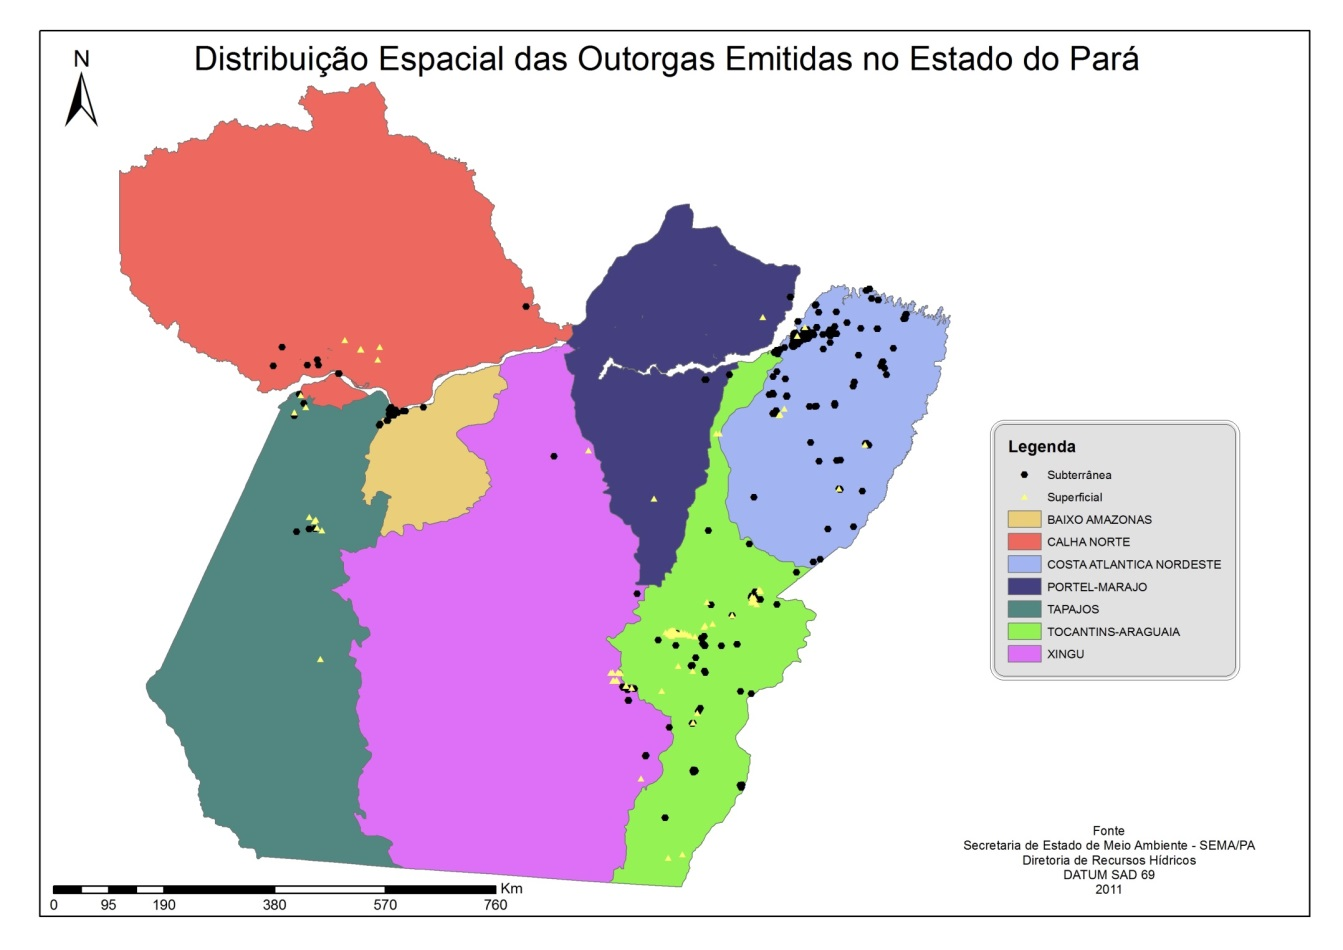 Distribuição Espacial das Outorgas Emitidas no Estado do Pará
N
Legenda
Subterrânea
Superficial
BAIXO AMAZONAS
CALHA NORTE
COSTA ATLANTICA NORDESTE
PORTEL-MARAJO
TAPAJOS
TOCANTINS-ARAGUAIA
XINGU
Fonte
Secretaria de Estado de Meio Ambiente - SEMA/PA
Diretoria de Recursos Hídricos
DATUM SAD 69
2011
Km
0 95 190 380 570 760